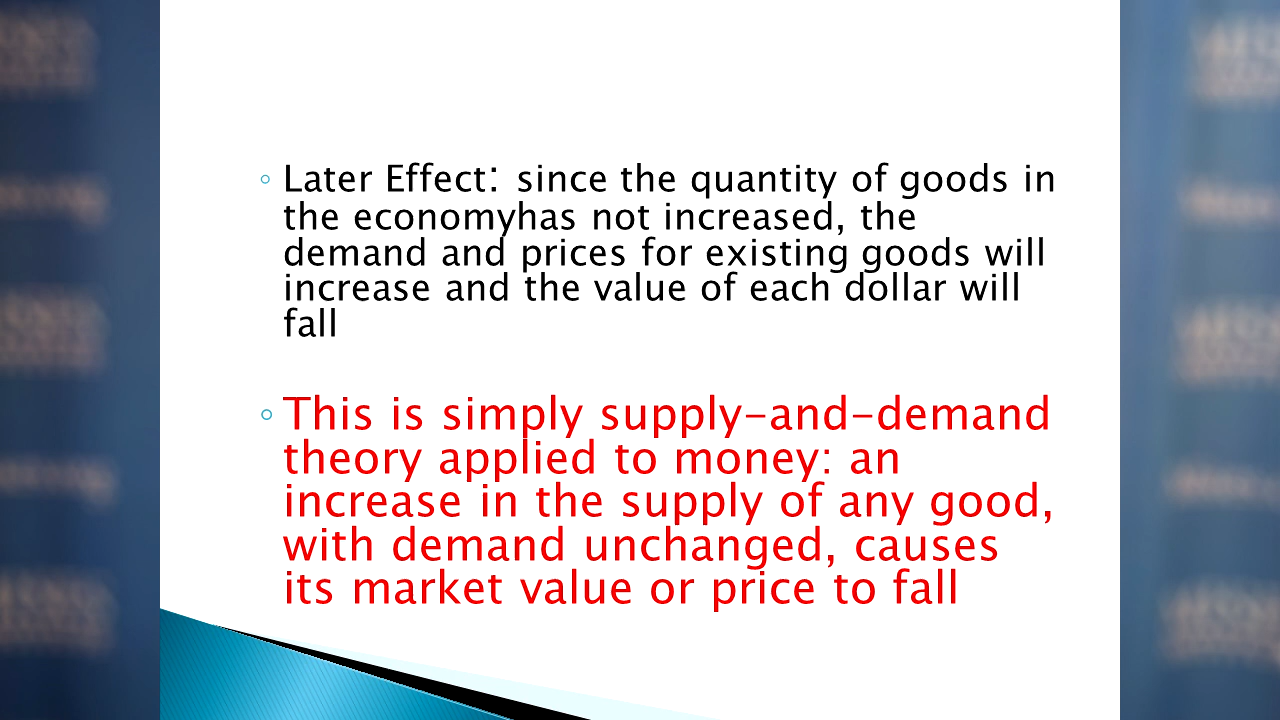 Later Effect: since the quantity of goods in
the economyhas not increased, the
demand and prices for existing goods will
increase and the value of each dollar will
fall
This is simply supply-and-demand
theory applied to money: an
increase in the supply of any good,
with demand unchanged, causes
its market value or price to fall